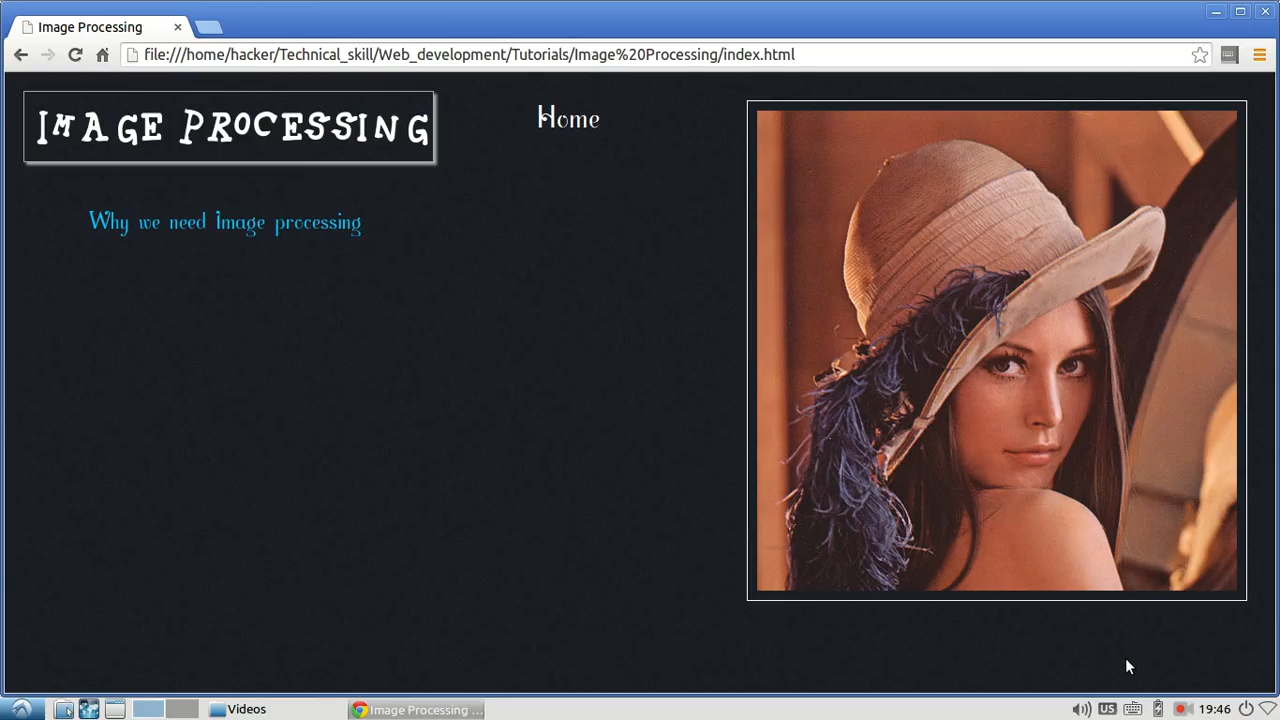 Image Processing
file:///home/hacker/Technical_skill/Web_development/Tutorials/Image%20Processing/index.html
IMAGE PROCESSING
Home
Why we need Image processing
Videos
Image Processing ...
US
19:46